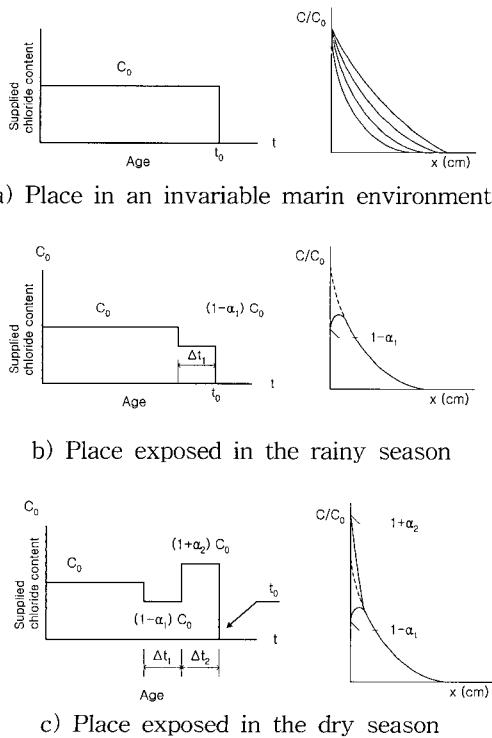 C/C₀
C₀
Supplied
chloride content
t
t₀
Age
x (cm)
) Place in an invariable marin environment
C₀
C/C₀
C₀
(1-α₁) C₀
Supplied
chloride content
Δt₁
1-α₁
t
t₀
Age
x (cm)
b) Place exposed in the rainy season
C₀
C/C₀
1+α₂
(1+α₂) C₀
C₀
Supplied
chloride content
t₀
(1-α₁) C₀
1-α₁
t
Δt₁
Δt₂
Age
x (cm)
c) Place exposed in the dry season